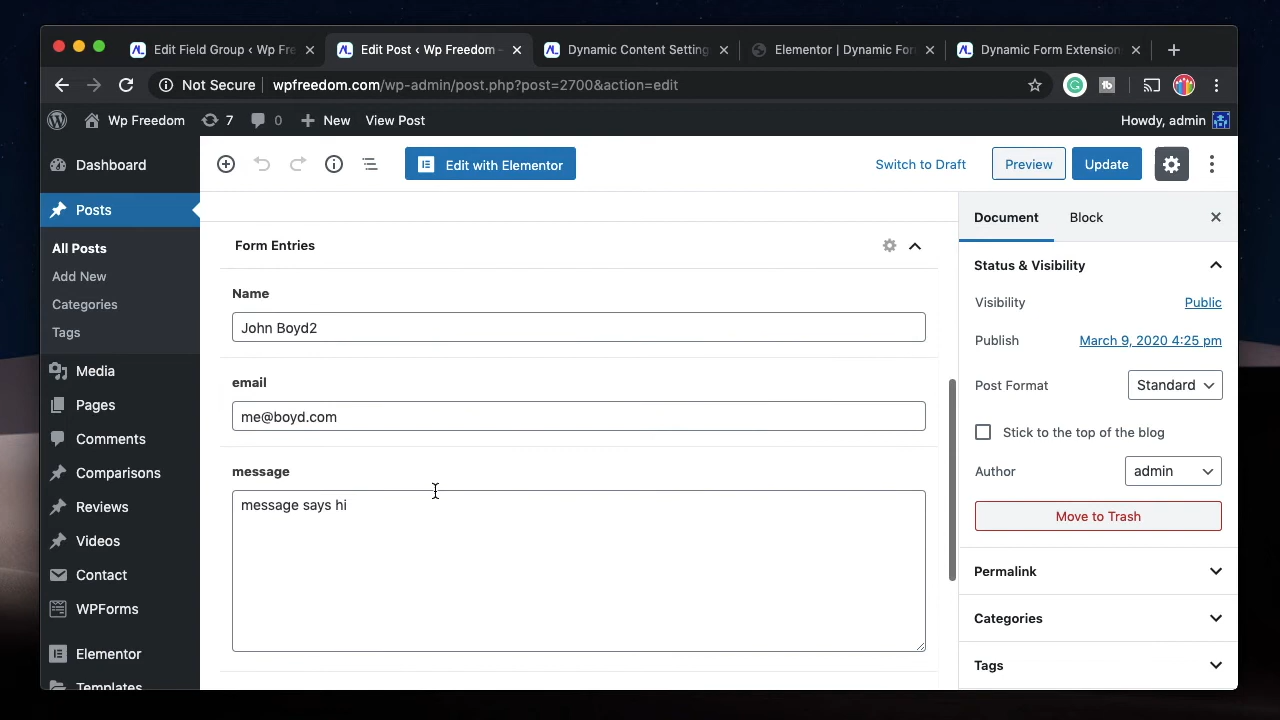 Edit Field Group ‹ Wp Fre
Edit Post ‹ Wp Freedom –
Dynamic Content Setting
Elementor | Dynamic For
Dynamic Form Extension
Not Secure
wpfreedom.com/wp-admin/post.php?post=2700&action=edit
Wp Freedom
7
0
New
View Post
Howdy, admin
Dashboard
Posts
All Posts
Add New
Categories
Tags
Media
Pages
Comments
Comparisons
Reviews
Videos
Contact
WPForms
Elementor
Templates
Edit with Elementor
Switch to Draft
Preview
Update
Form Entries
Name
John Boyd2
email
me@boyd.com
message
message says hi
Document
Block
Status & Visibility
Visibility
Public
Publish
March 9, 2020 4:25 pm
Post Format
Standard
Stick to the top of the blog
Author
admin
Move to Trash
Permalink
Categories
Tags